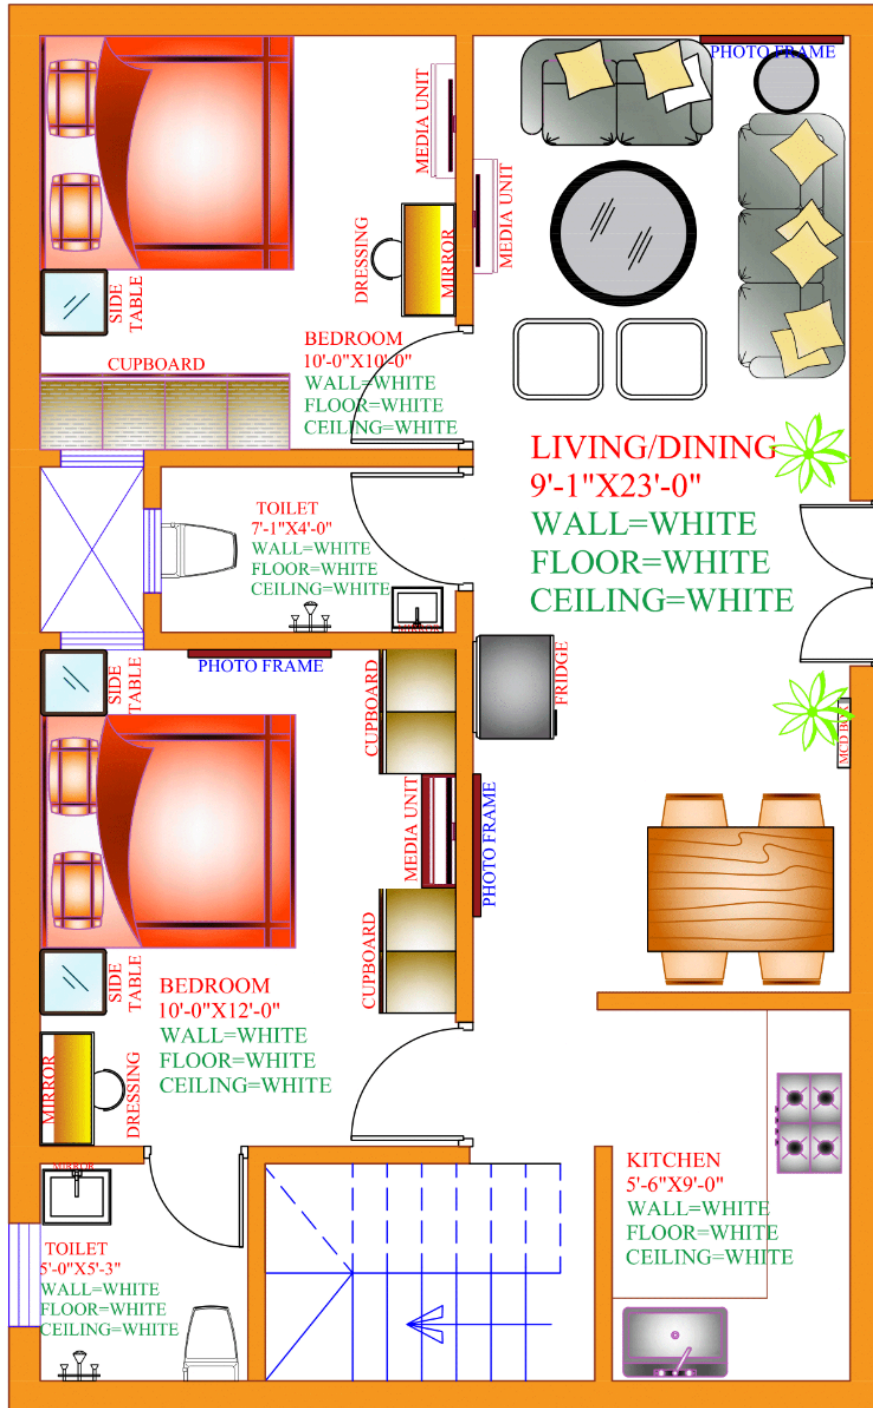 PHOTO FRAME
MEDIA UNIT
MEDIA UNIT
DRESSING
MIRROR
SIDE
TABLE
BEDROOM
10'-0"X10'-0"
WALL=WHITE
FLOOR=WHITE
CEILING=WHITE
CUPBOARD
LIVING/DINING
9'-1"X23'-0"
WALL=WHITE
FLOOR=WHITE
CEILING=WHITE
TOILET
7'-1"X4'-0"
WALL=WHITE
FLOOR=WHITE
CEILING=WHITE
MIRROR
SIDE
TABLE
PHOTO FRAME
CUPBOARD
FRIDGE
MCD BOX
MEDIA UNIT
PHOTO FRAME
CUPBOARD
SIDE
TABLE
BEDROOM
10'-0"X12'-0"
WALL=WHITE
FLOOR=WHITE
CEILING=WHITE
MIRROR
DRESSING
MIRROR
KITCHEN
5'-6"X9'-0"
WALL=WHITE
FLOOR=WHITE
CEILING=WHITE
TOILET
5'-0"X5'-3"
WALL=WHITE
FLOOR=WHITE
CEILING=WHITE